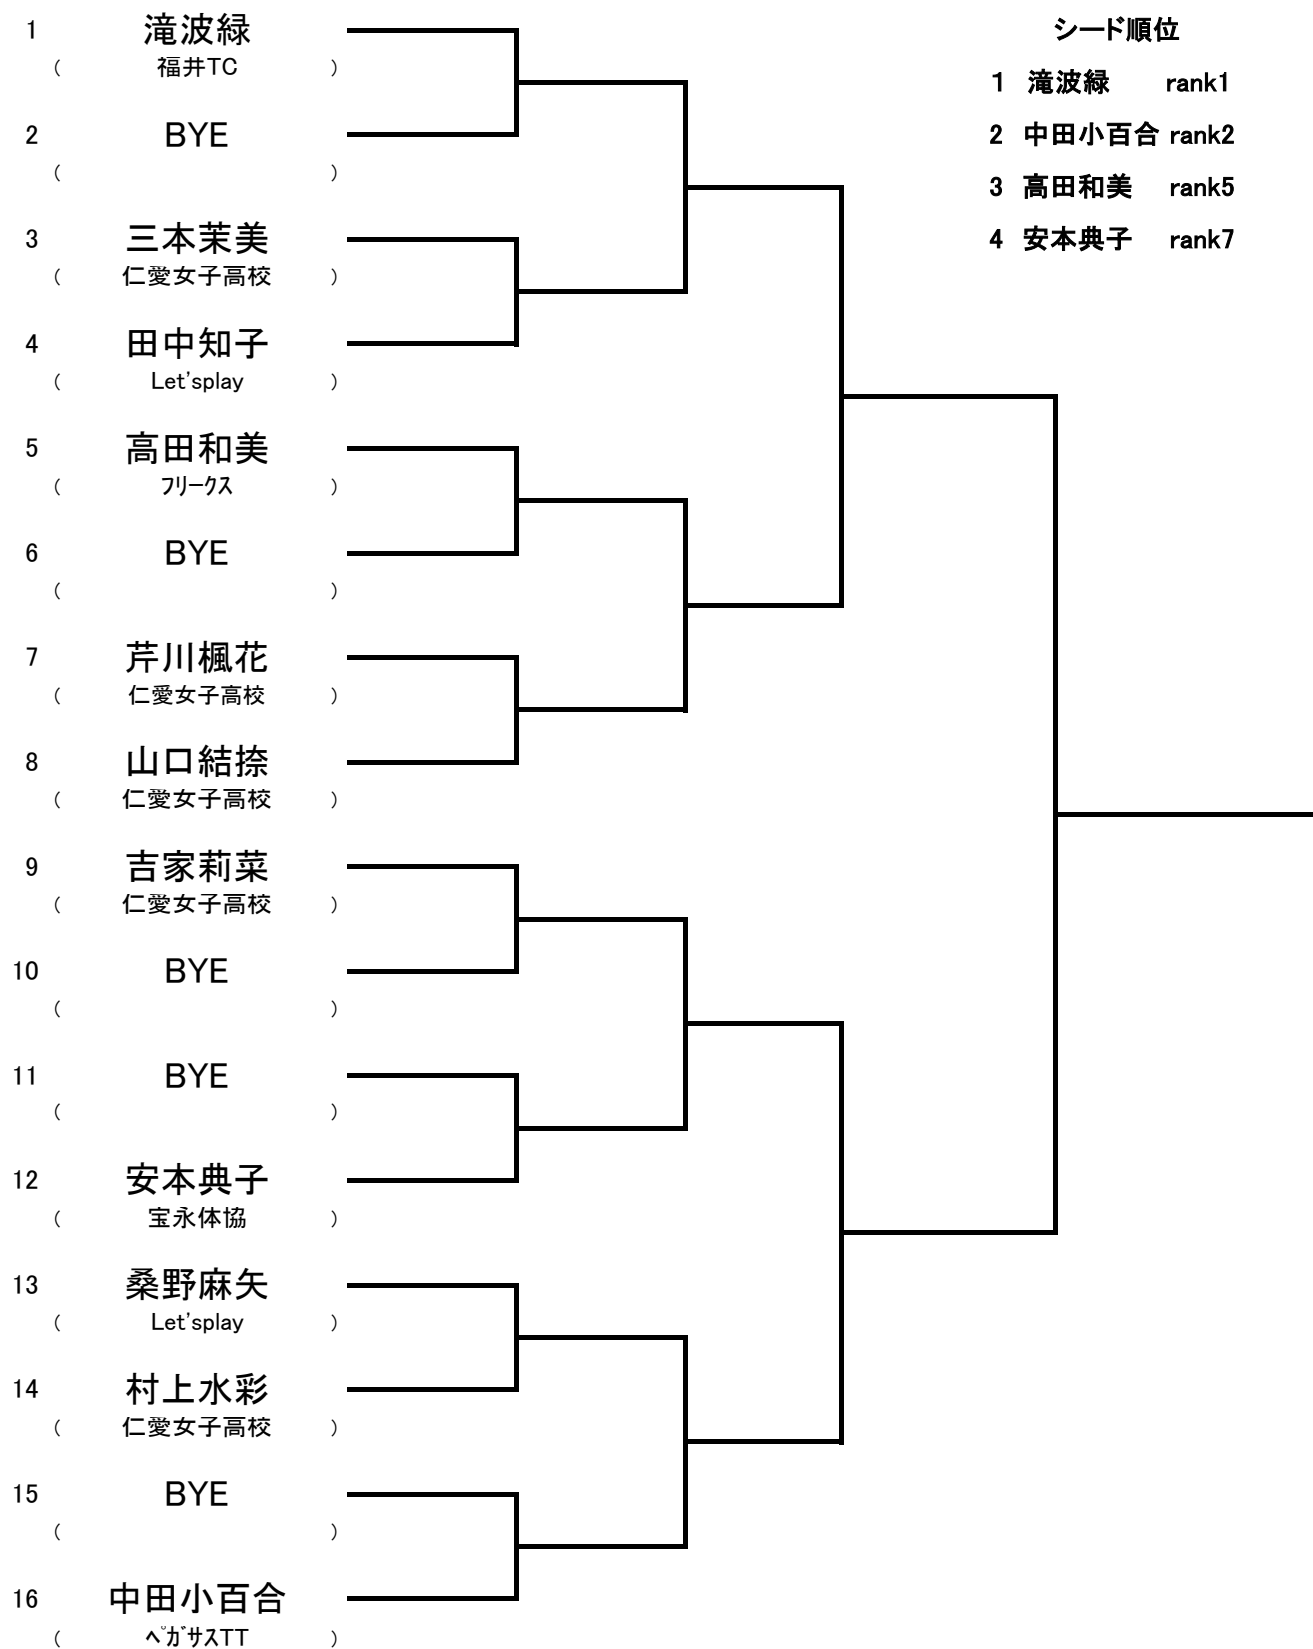 1 滝波緑
( 福井TC )
2 BYE
( )
3 三本茉美
( 仁愛女子高校 )
4 田中知子
( Let'splay )
5 高田和美
( フリークス )
6 BYE
( )
7 芹川楓花
( 仁愛女子高校 )
8 山口結捺
( 仁愛女子高校 )
9 吉家莉菜
( 仁愛女子高校 )
10 BYE
( )
11 BYE
( )
12 安本典子
( 宝永体協 )
13 桑野麻矢
( Let'splay )
14 村上水彩
( 仁愛女子高校 )
15 BYE
( )
16 中田小百合
( ペガサスTT )
シード順位
1 滝波緑 rank1
2 中田小百合 rank2
3 高田和美 rank5
4 安本典子 rank7